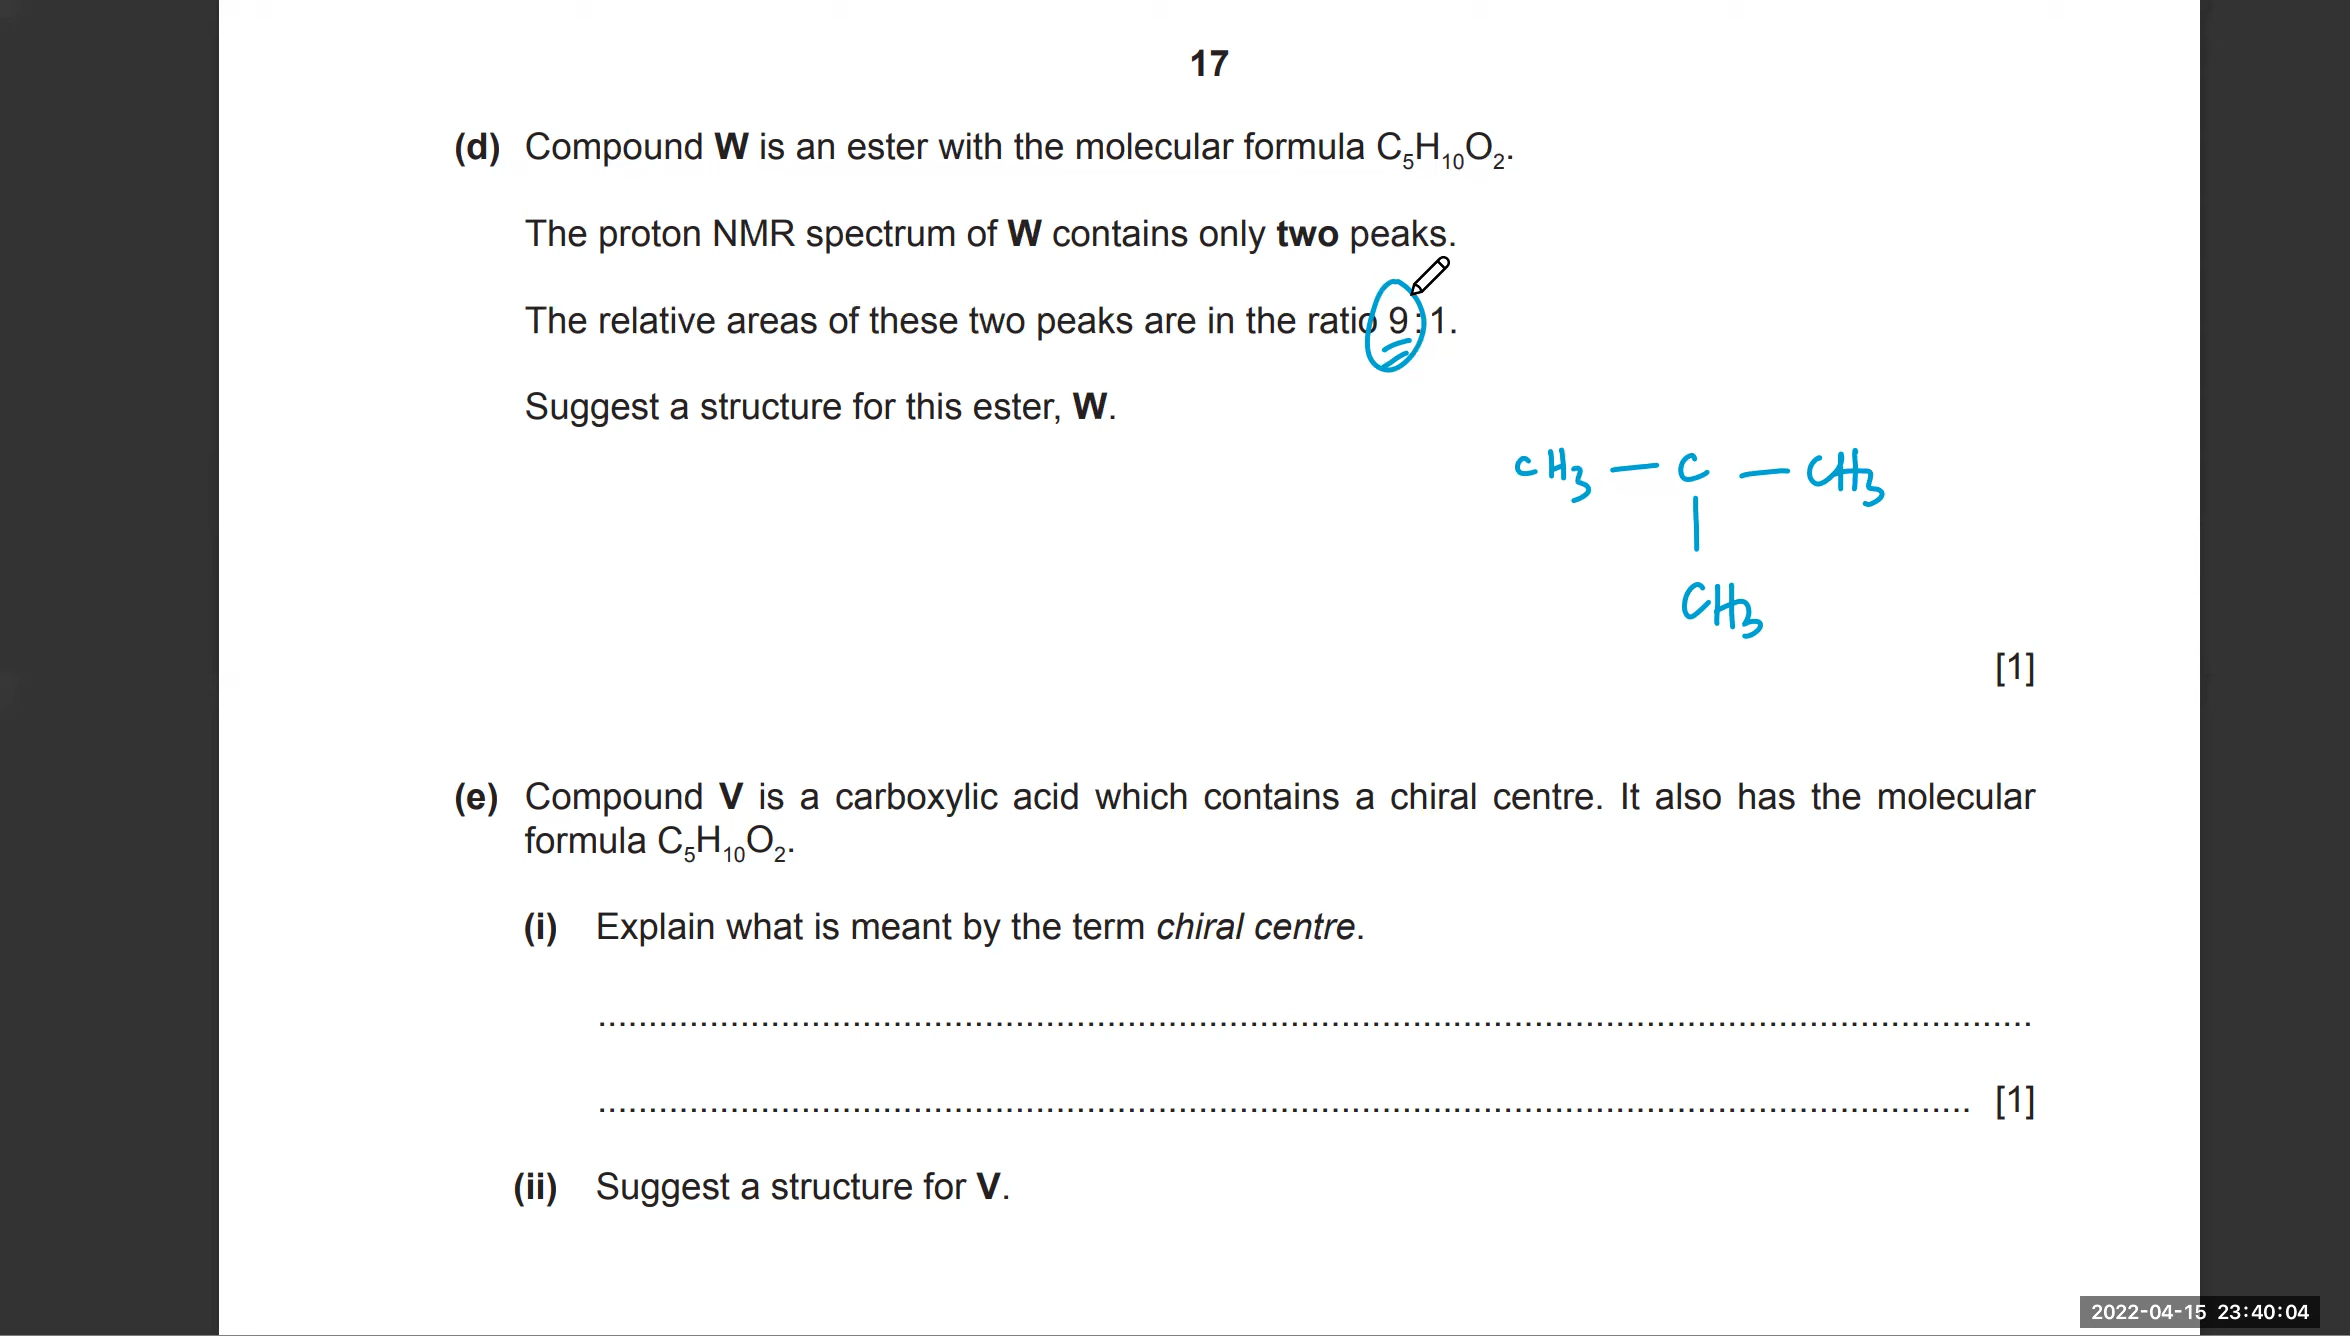 17
(d) Compound W is an ester with the molecular formula C₅H₁₀O₂.
The proton NMR spectrum of W contains only two peaks.
The relative areas of these two peaks are in the ratio 9:1.
Suggest a structure for this ester, W.
CH₃ — C — CH₃
|
CH₃
[1]
(e) Compound V is a carboxylic acid which contains a chiral centre. It also has the molecular
formula C₅H₁₀O₂.
(i) Explain what is meant by the term chiral centre.
[1]
(ii) Suggest a structure for V.
2022-04-15 23:40:04